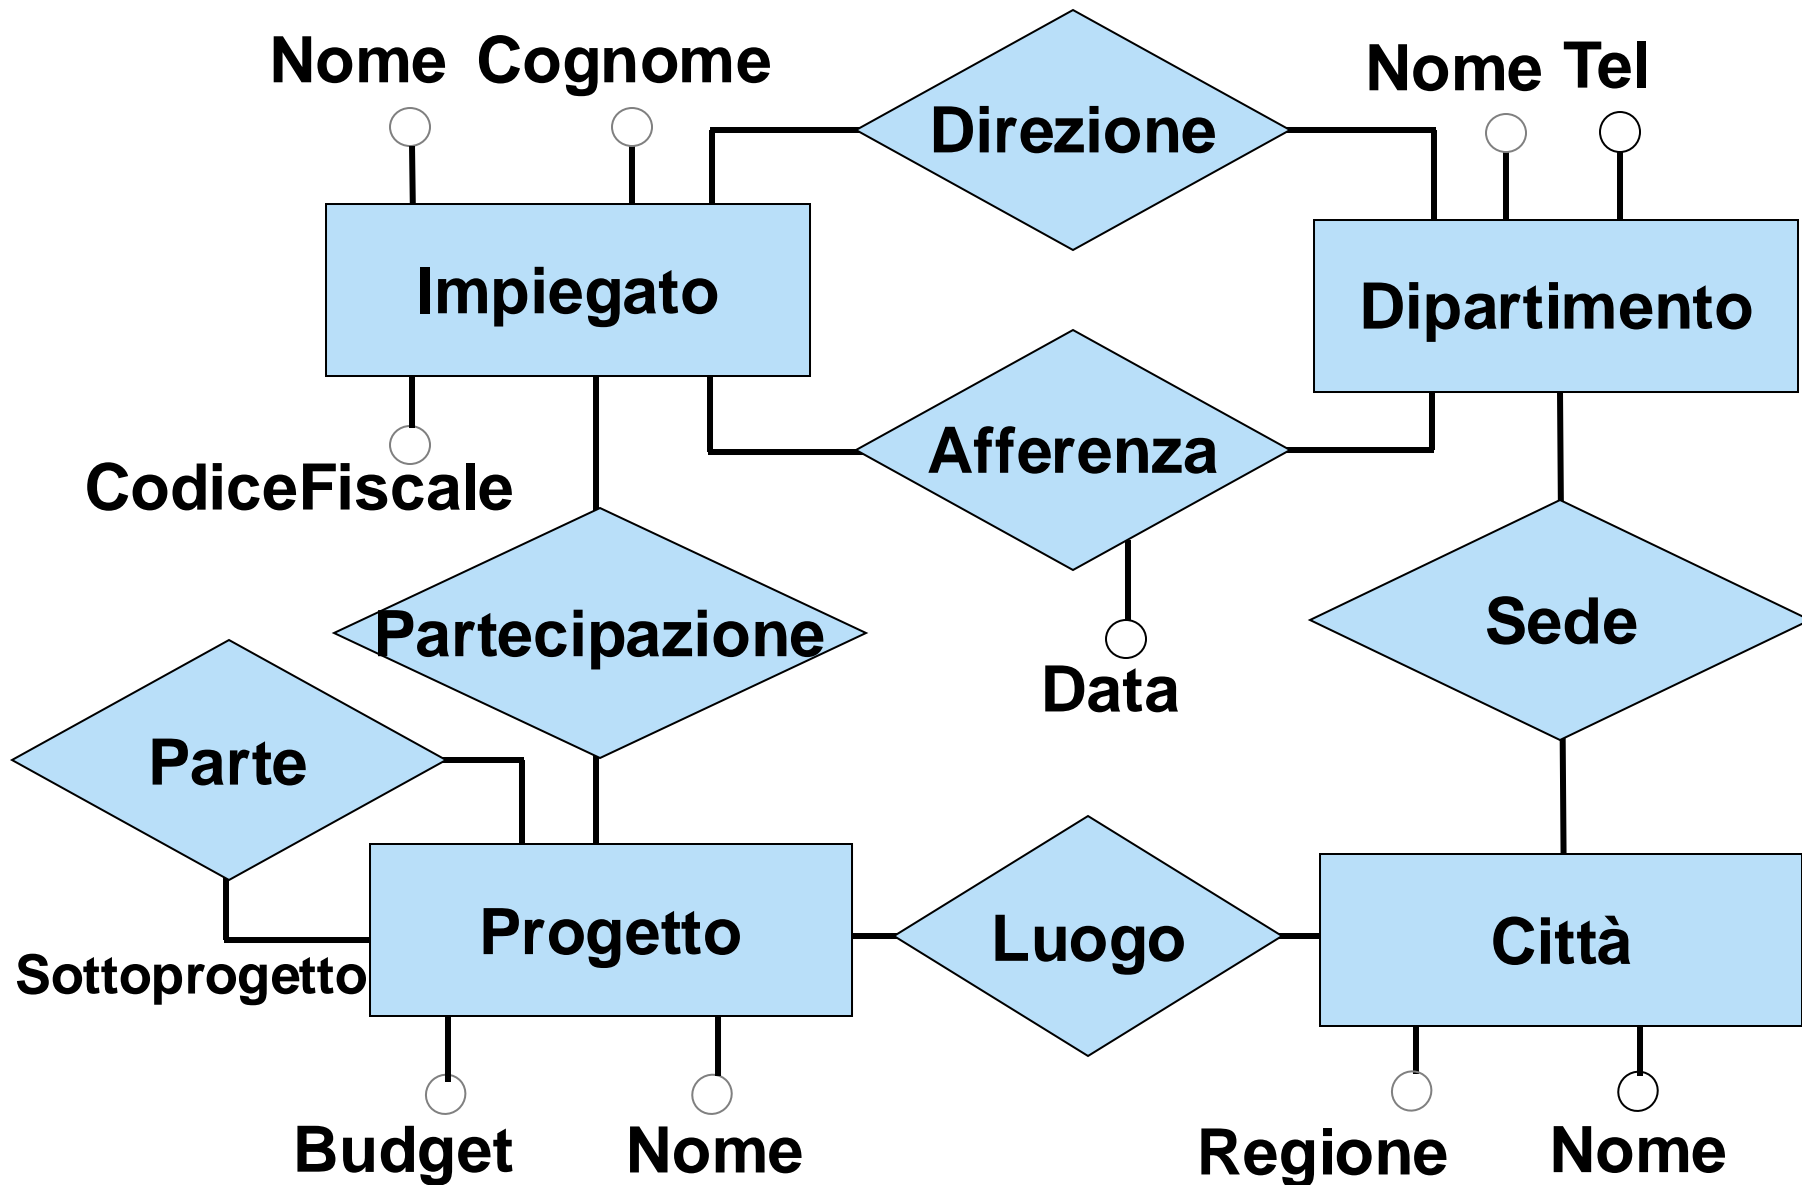 Nome Cognome
Nome Tel
Direzione
Impiegato
Dipartimento
Afferenza
CodiceFiscale
Sede
Partecipazione
Data
Parte
Progetto
Luogo
Città
Sottoprogetto
Budget
Nome
Regione
Nome